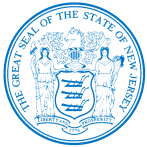 THE GREAT SEAL OF THE STATE OF NEW JERSEY
LIBERTY AND PROSPERITY
1776